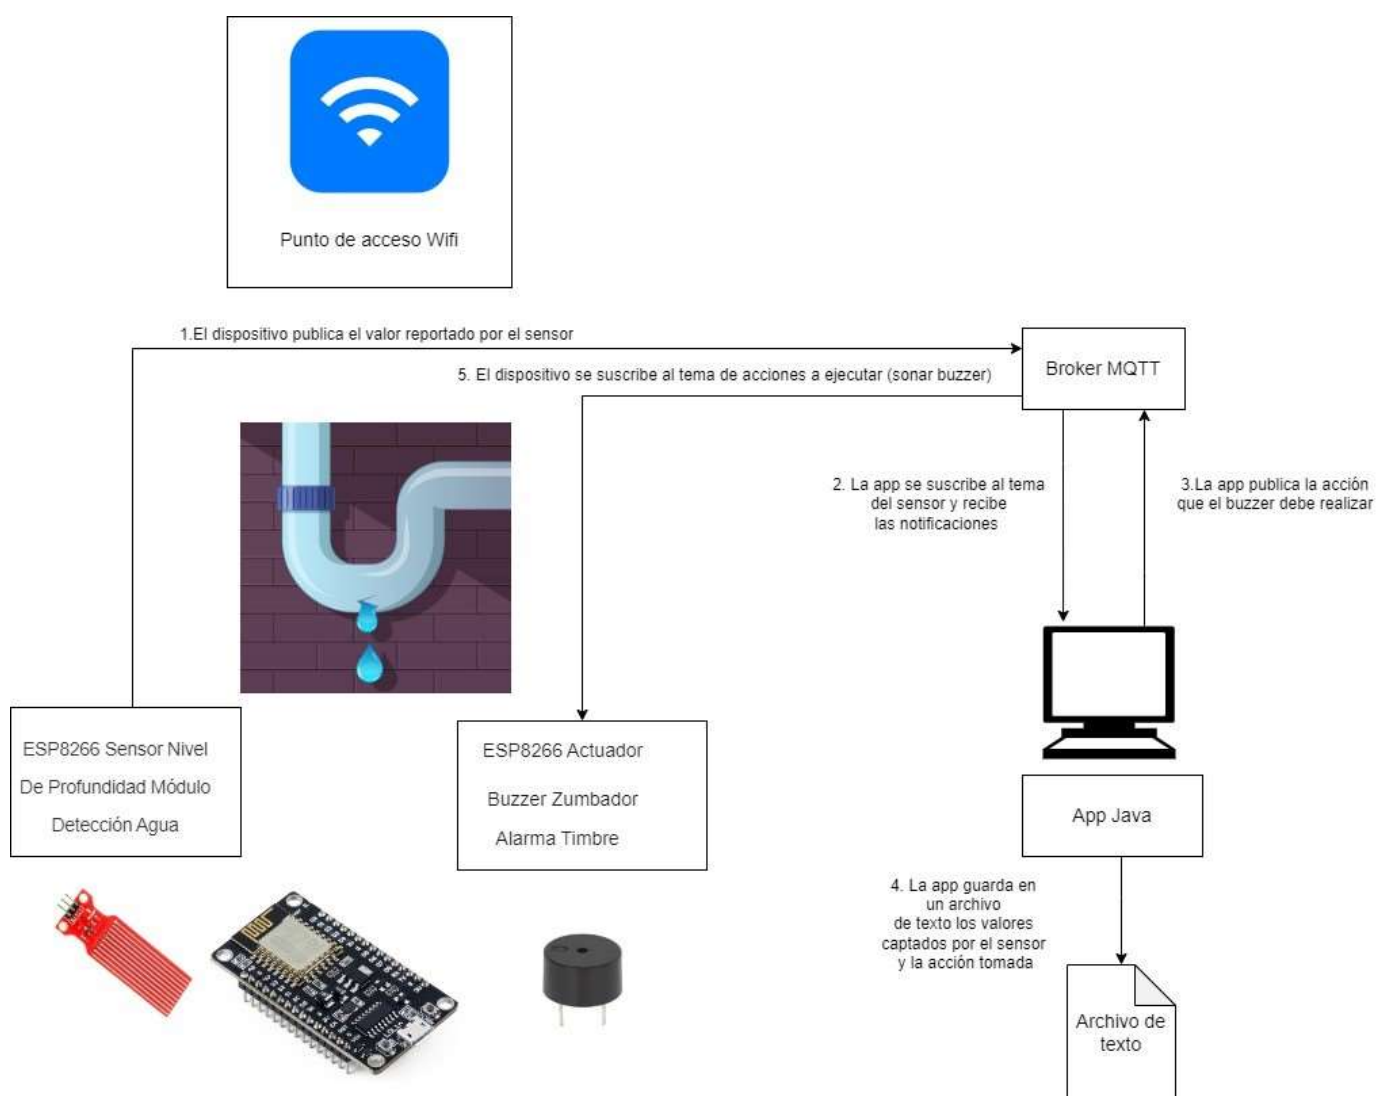 Punto de acceso Wifi
1.El dispositivo publica el valor reportado por el sensor
Broker MQTT
5. El dispositivo se suscribe al tema de acciones a ejecutar (sonar buzzer)
2. La app se suscribe al tema
del sensor y recibe
las notificaciones
3.La app publica la acción
que el buzzer debe realizar
ESP8266 Sensor Nivel
De Profundidad Módulo
Detección Agua
ESP8266 Actuador
Buzzer Zumbador
Alarma Timbre
App Java
4. La app guarda en
un archivo
de texto los valores
captados por el sensor
y la acción tomada
Archivo de
texto